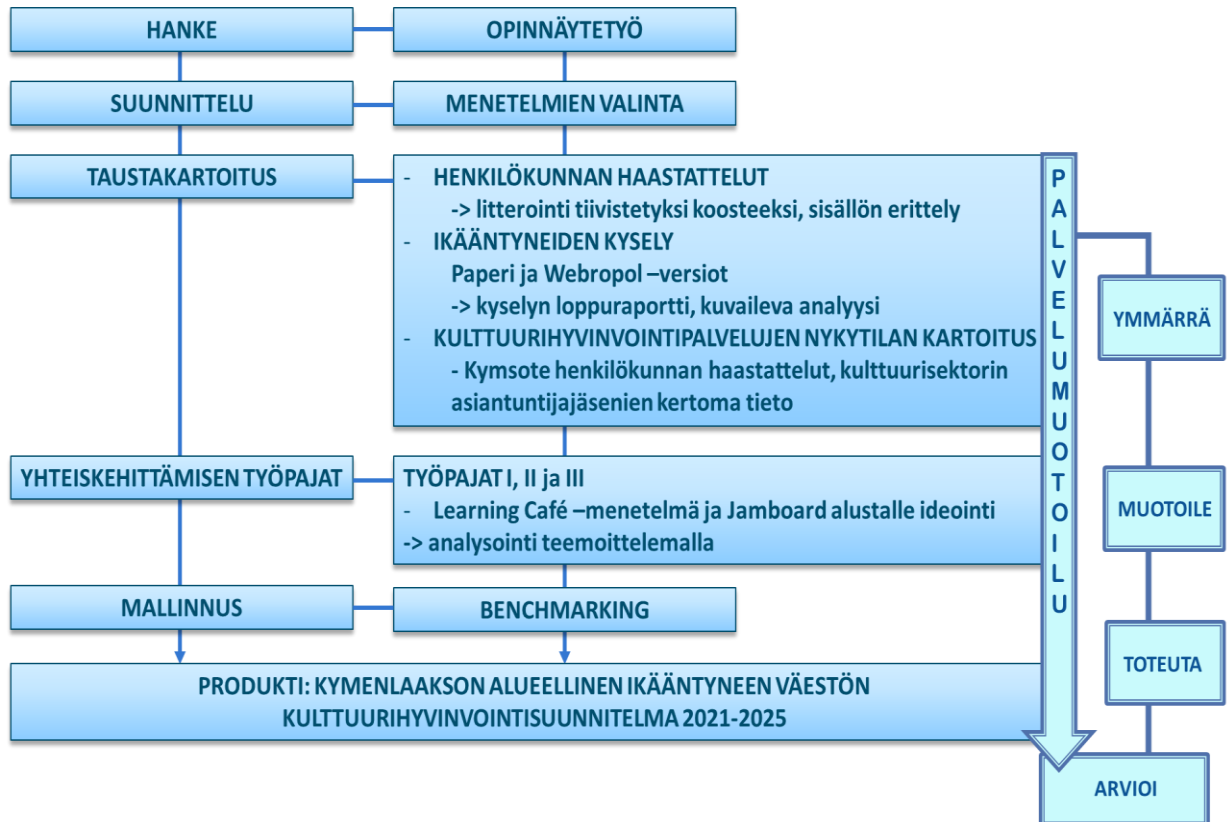 HANKE
OPINNÄYTETYÖ
SUUNNITTELU
MENETELMIEN VALINTA
TAUSTAKARTOITUS
- HENKILÖKUNNAN HAASTATTELUT
-> litterointi tiivistetyksi koosteeksi, sisällön erittely
- IKÄÄNTYNEIDEN KYSELY
Paperi ja Webropol –versiot
-> kyselyn loppuraportti, kuvaileva analyysi
- KULTTUURIHYVINVOINTIPALVELUJEN NYKYTILAN KARTOITUS
- Kymsote henkilökunnan haastattelut, kulttuurisektorin
asiantuntijajäsenien kertoma tieto
YHTEISKEHITTÄMISEN TYÖPAJAT
TYÖPAJAT I, II ja III
- Learning Café –menetelmä ja Jamboard alustalle ideointi
-> analysointi teemoittelemalla
MALLINNUS
BENCHMARKING
PRODUKTI: KYMENLAAKSON ALUEELLINEN IKÄÄNTYNEEN VÄESTÖN
KULTTUURIHYVINVOINTISUUNNITELMA 2021-2025
PALVELUMUOTOILU
YMMÄRRÄ
MUOTOILE
TOTEUTA
ARVIOI